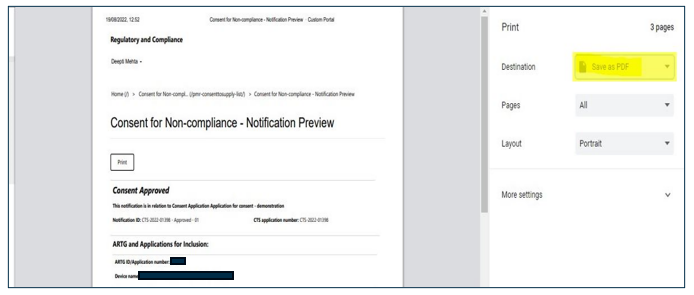 19/08/2022, 12:52 Consent for Non-compliance - Notification Preview · Custom Portal
Regulatory and Compliance
Deepti Mehta
Home (/) > Consent for Non-compl... (/pmr-consenttosupply-list/) > Consent for Non-compliance - Notification Preview
Consent for Non-compliance - Notification Preview
Print
Consent Approved
This notification is in relation to Consent Application Application for consent - demonstration
Notification ID: CTS-2022-01398 - Approved - 01 CTS application number: CTS-2022-01398
ARTG and Applications for Inclusion:
ARTG ID/Application number:
Device name
Print 3 pages
Destination Save as PDF
Pages All
Layout Portrait
More settings